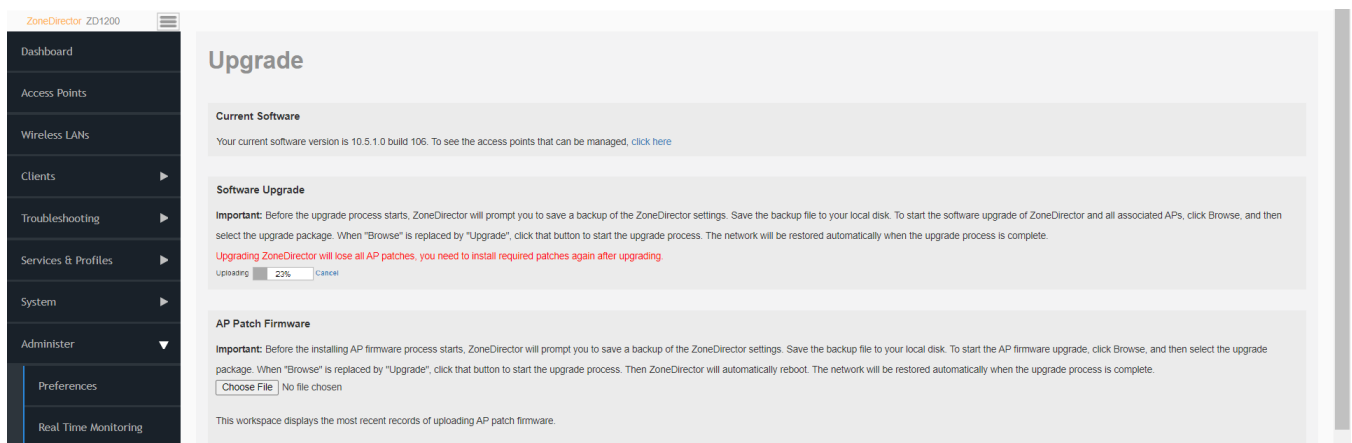 ZoneDirector ZD1200
Dashboard
Access Points
Wireless LANs
Clients
Troubleshooting
Services & Profiles
System
Administer
Preferences
Real Time Monitoring
Upgrade
Current Software
Your current software version is 10.5.1.0 build 106. To see the access points that can be managed, click here
Software Upgrade
Important: Before the upgrade process starts, ZoneDirector will prompt you to save a backup of the ZoneDirector settings. Save the backup file to your local disk. To start the software upgrade of ZoneDirector and all associated APs, click Browse, and then
select the upgrade package. When "Browse" is replaced by "Upgrade", click that button to start the upgrade process. The network will be restored automatically when the upgrade process is complete.
Upgrading ZoneDirector will lose all AP patches, you need to install required patches again after upgrading.
Uploading 23% Cancel
AP Patch Firmware
Important: Before the installing AP firmware process starts, ZoneDirector will prompt you to save a backup of the ZoneDirector settings. Save the backup file to your local disk. To start the AP firmware upgrade, click Browse, and then select the upgrade
package. When "Browse" is replaced by "Upgrade", click that button to start the upgrade process. Then ZoneDirector will automatically reboot. The network will be restored automatically when the upgrade process is complete.
Choose File No file chosen
This workspace displays the most recent records of uploading AP patch firmware.